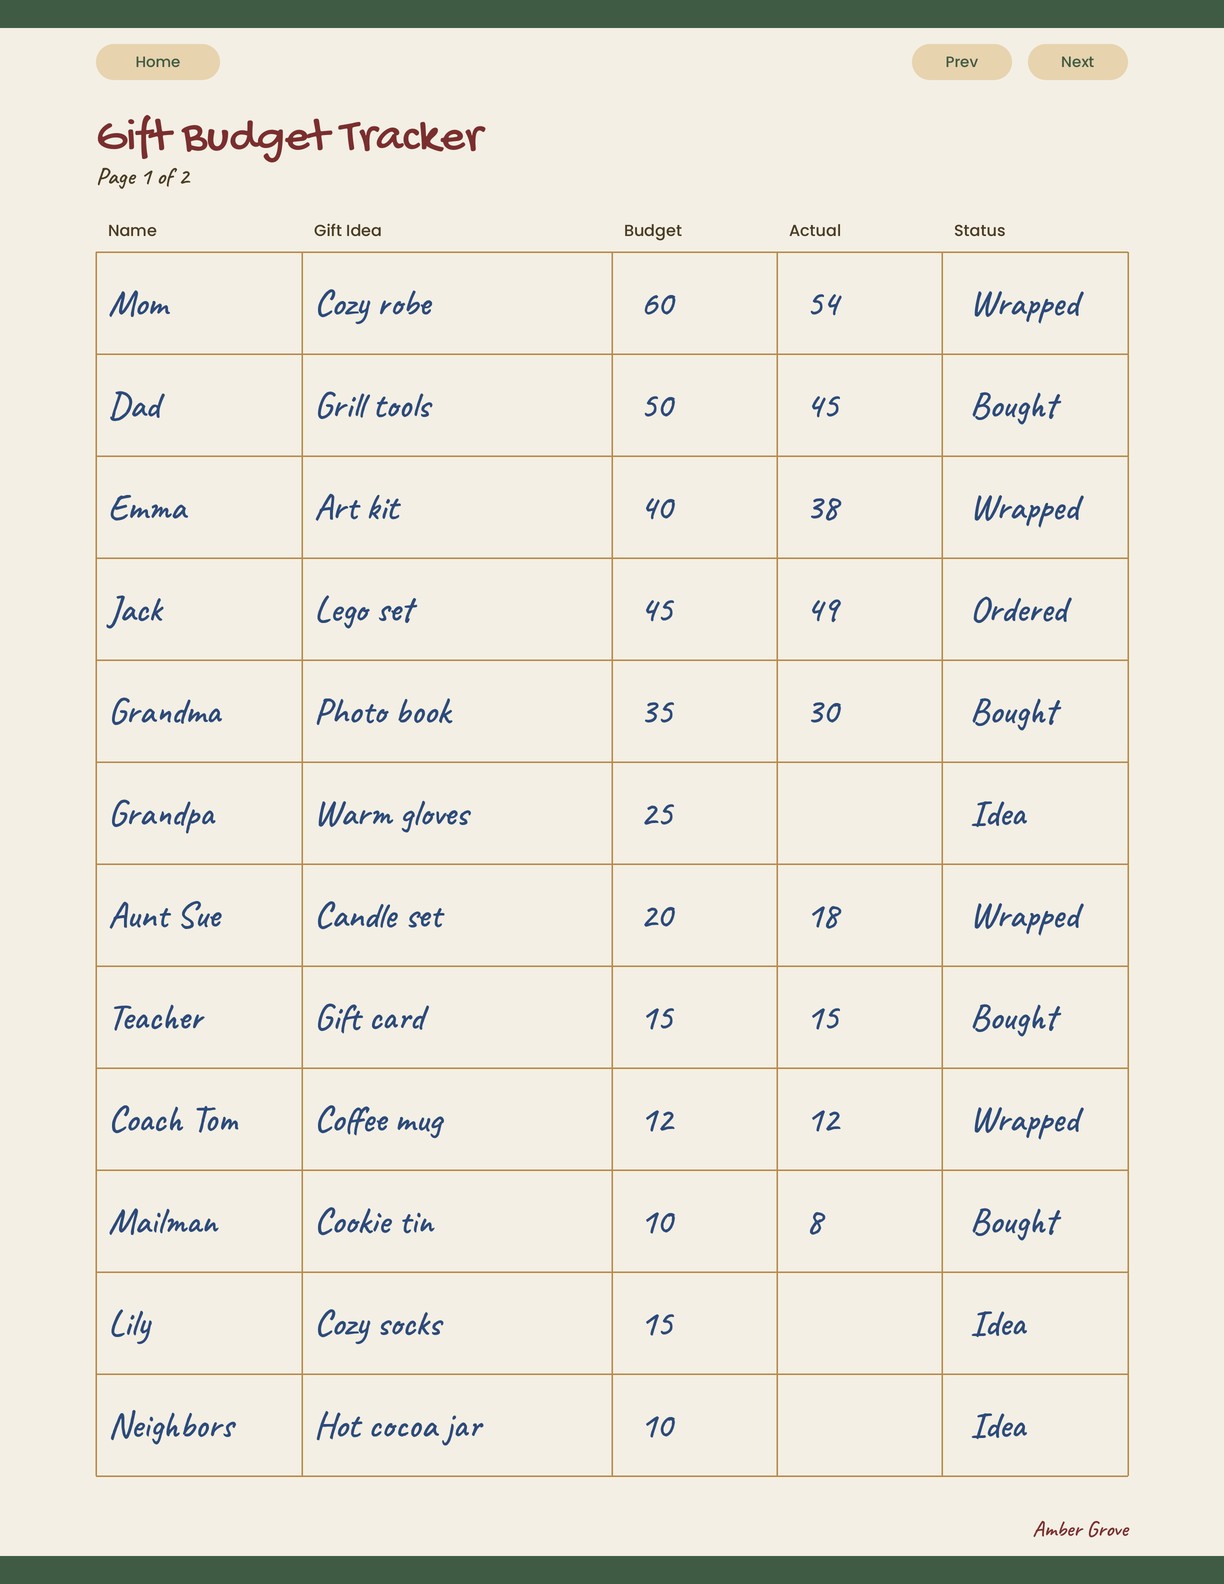 Home Prev Next
Gift Budget Tracker
Page 1 of 2
Name Gift Idea Budget Actual Status
Mom Cozy robe 60 54 Wrapped
Dad Grill tools 50 45 Bought
Emma Art kit 40 38 Wrapped
Jack Lego set 45 49 Ordered
Grandma Photo book 35 30 Bought
Grandpa Warm gloves 25 Idea
Aunt Sue Candle set 20 18 Wrapped
Teacher Gift card 15 15 Bought
Coach Tom Coffee mug 12 12 Wrapped
Mailman Cookie tin 10 8 Bought
Lily Cozy socks 15 Idea
Neighbors Hot cocoa jar 10 Idea
Amber Grove